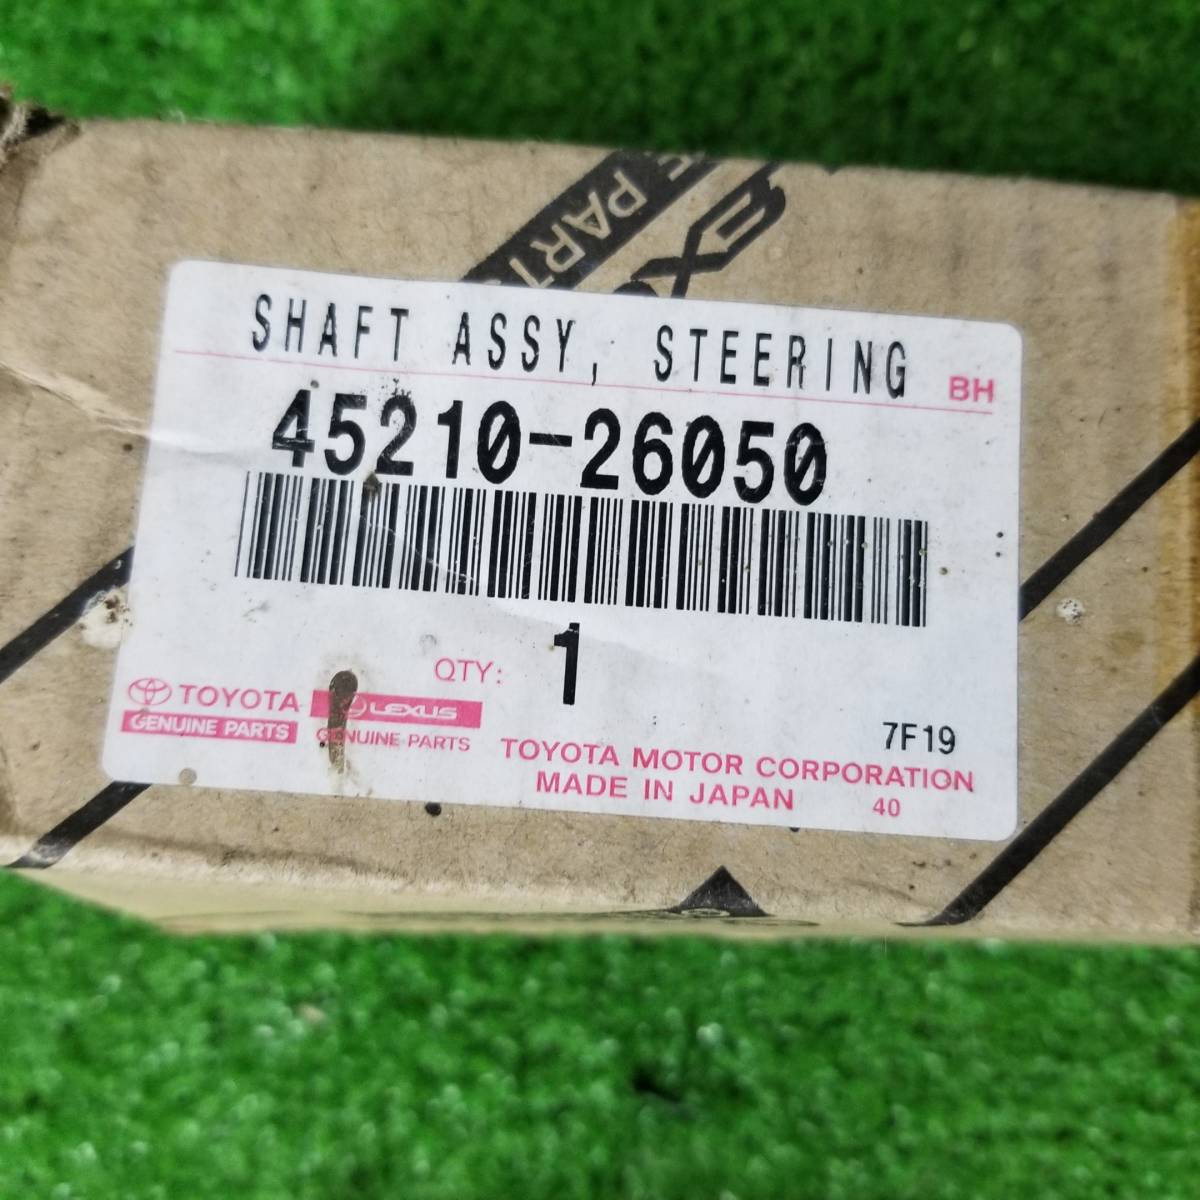 PARTS
SHAFT ASSY, STEERING
BH
45210-26050
QTY: 1
TOYOTA LEXUS
GENUINE PARTS GENUINE PARTS
7F19
TOYOTA MOTOR CORPORATION
MADE IN JAPAN 40